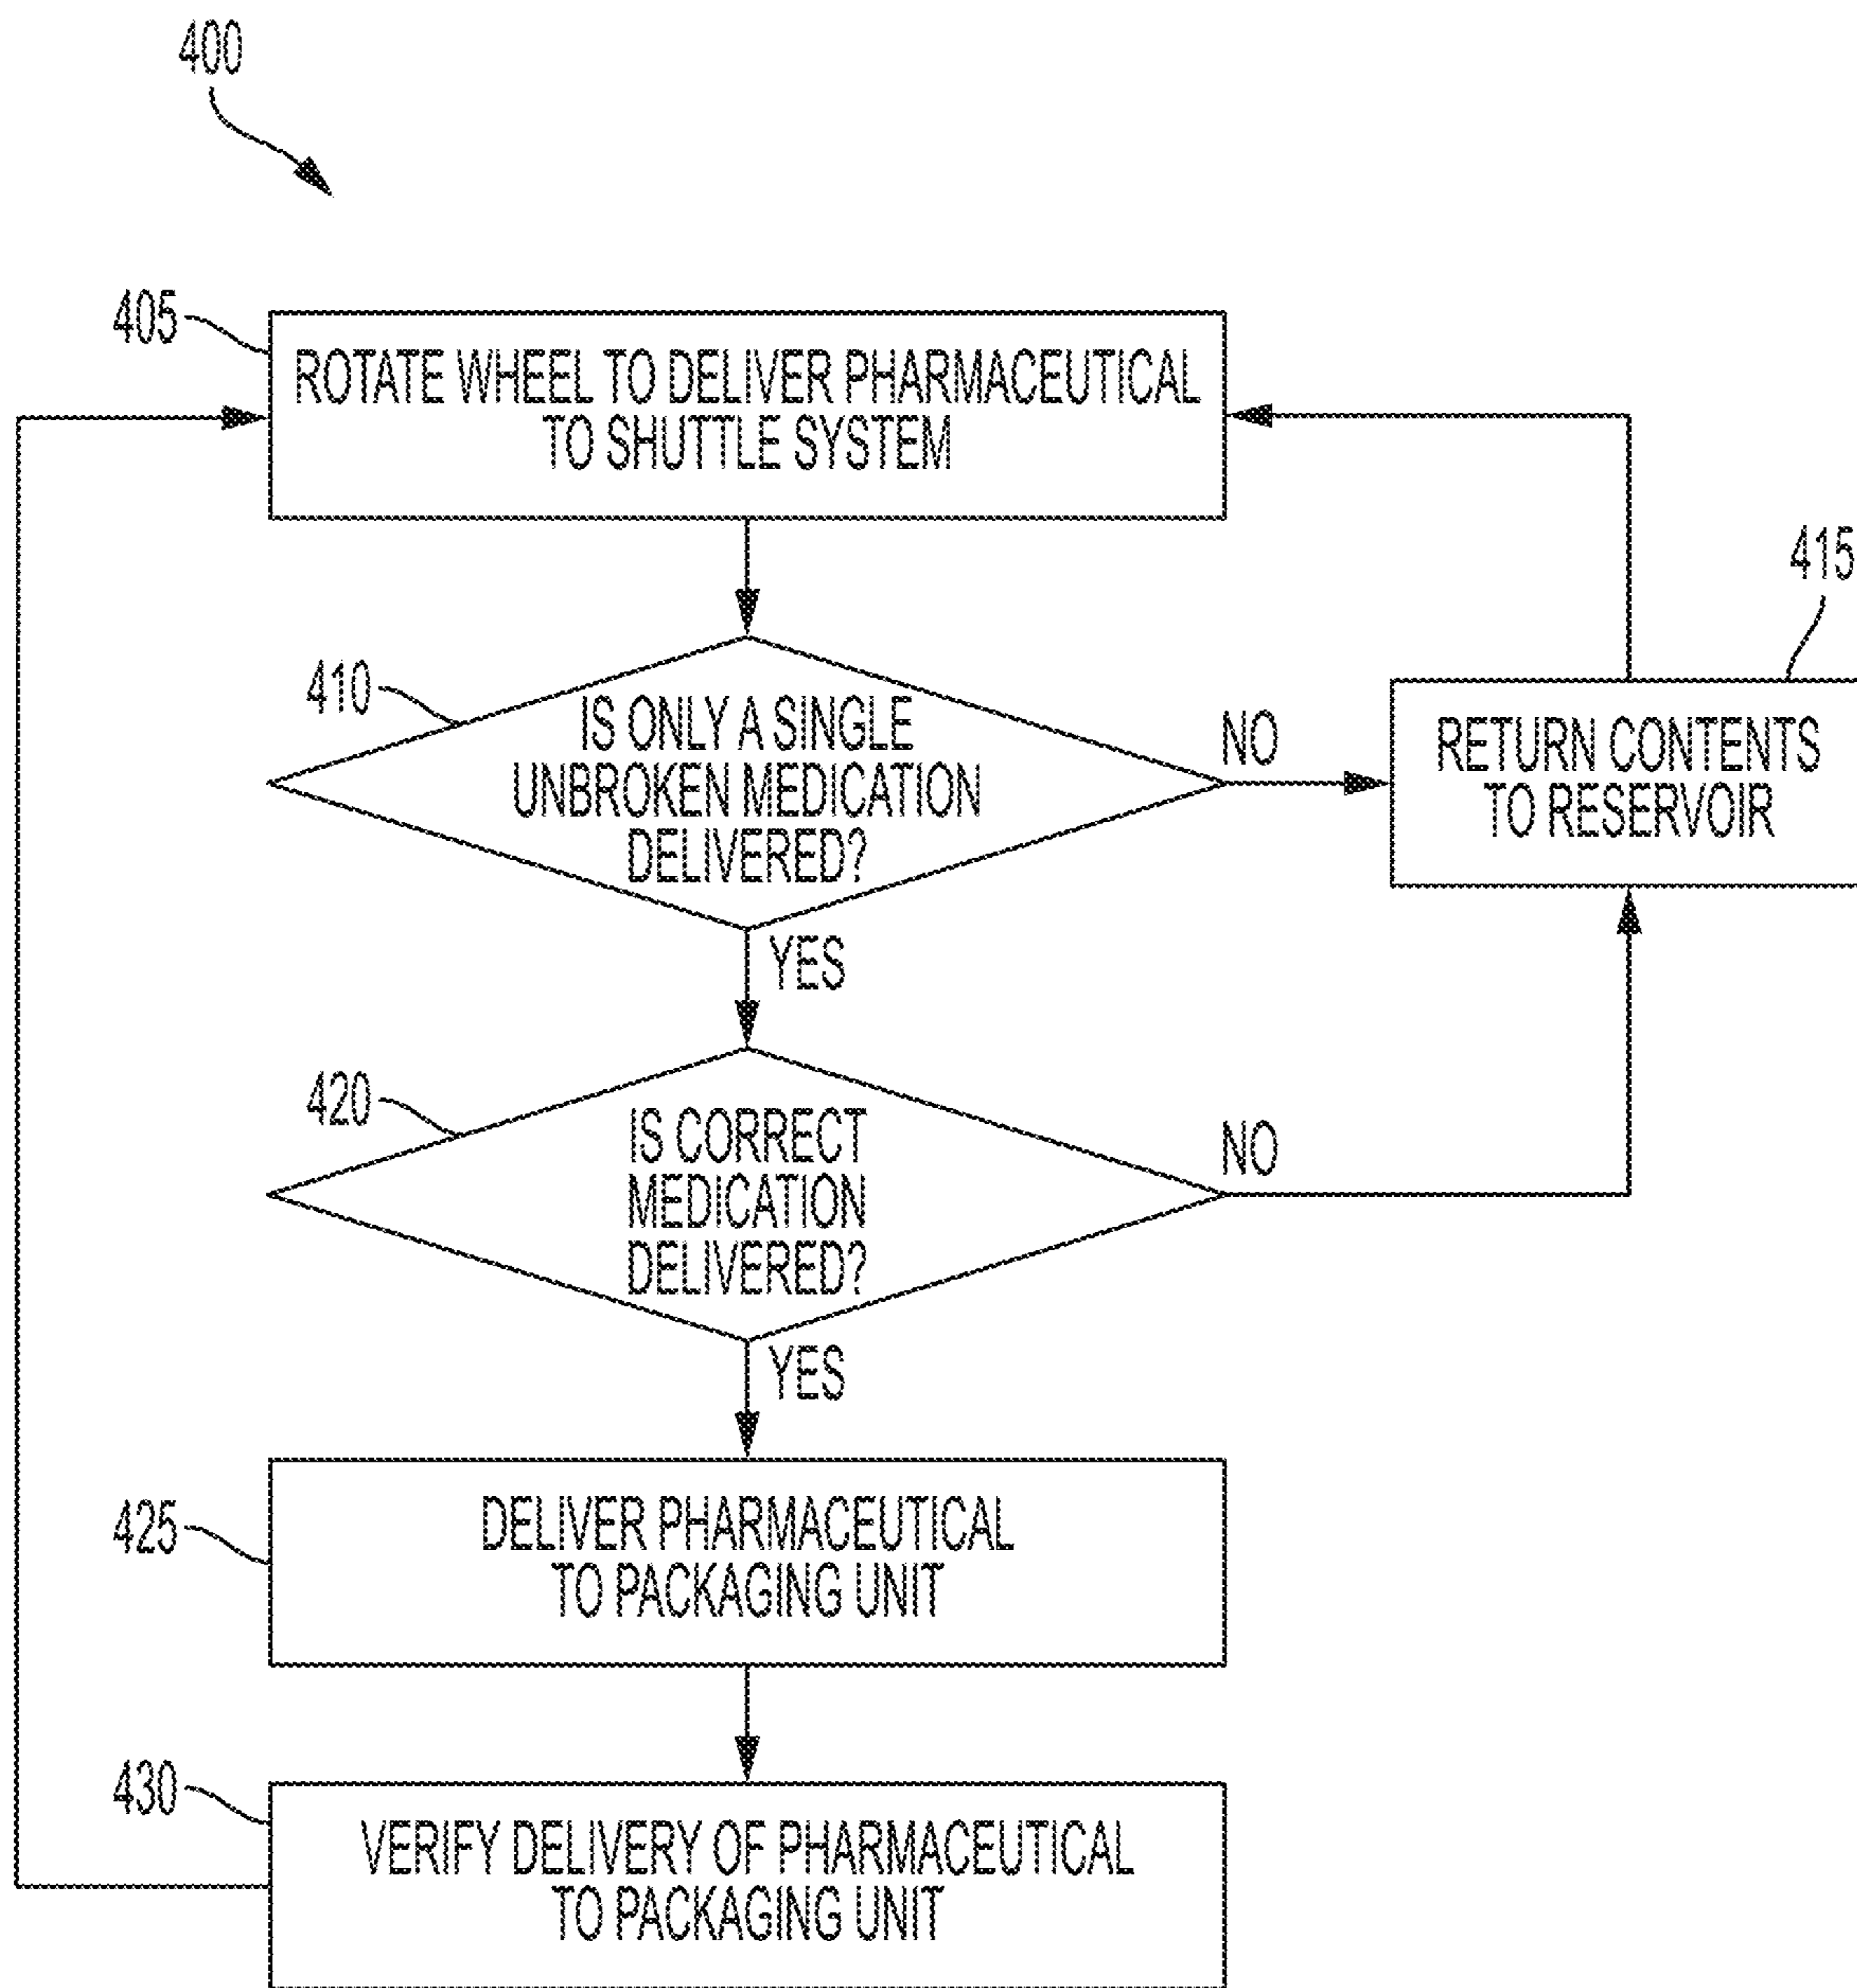 400
405
ROTATE WHEEL TO DELIVER PHARMACEUTICAL
TO SHUTTLE SYSTEM
410
IS ONLY A SINGLE
UNBROKEN MEDICATION
DELIVERED?
NO
415
RETURN CONTENTS
TO RESERVOIR
YES
420
IS CORRECT
MEDICATION
DELIVERED?
NO
YES
425
DELIVER PHARMACEUTICAL
TO PACKAGING UNIT
430
VERIFY DELIVERY OF PHARMACEUTICAL
TO PACKAGING UNIT